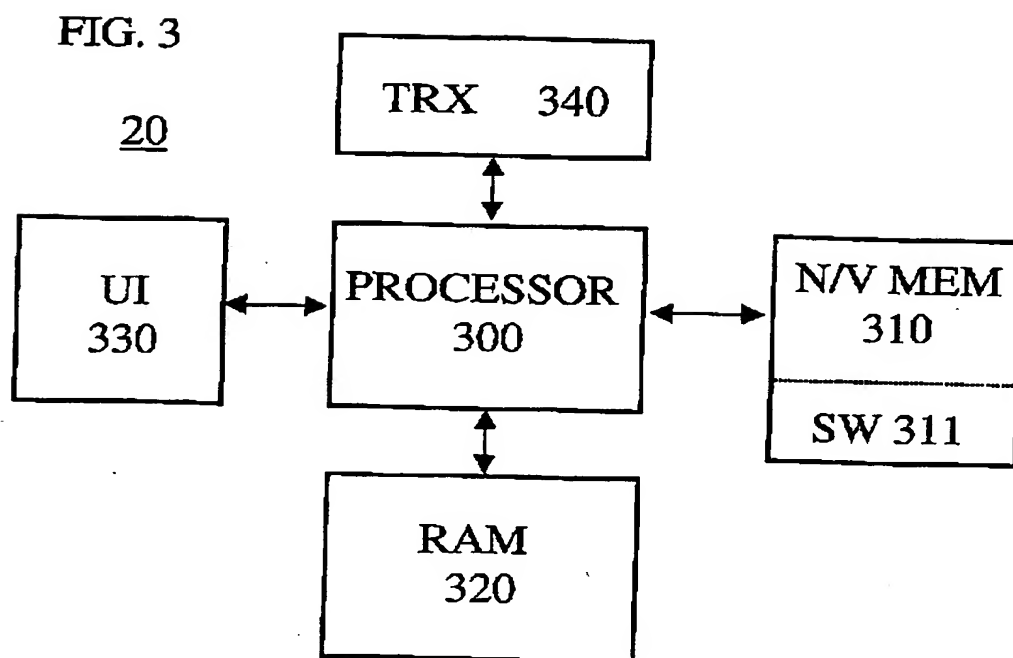 FIG. 3
20
TRX 340
UI
330
PROCESSOR
300
N/V MEM
310
SW 311
RAM
320